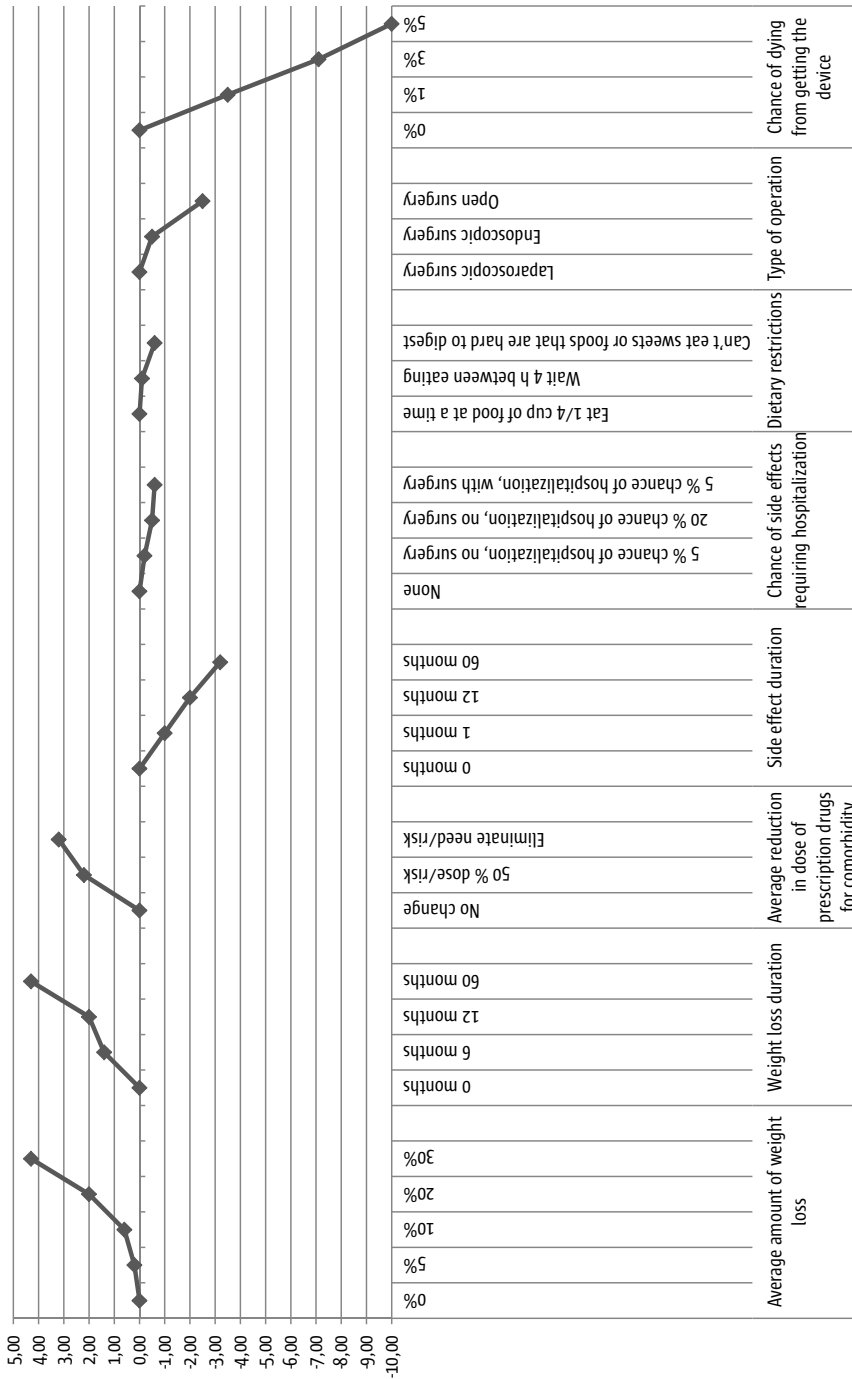 5,00
4,00
3,00
2,00
1,00
0,00
-1,00
-2,00
-3,00
-4,00
-5,00
-6,00
-7,00
-8,00
-9,00
-10,00
0%
5%
10%
20%
30%
Average amount of weight
loss
0 months
6 months
12 months
60 months
Weight loss duration
No change
50 % dose/risk
Eliminate need/risk
Average reduction
in dose of
prescription drugs
for comorbidity
0 months
1 months
12 months
60 months
Side effect duration
None
5 % chance of hospitalization, no surgery
20 % chance of hospitalization, no surgery
5 % chance of hospitalization, with surgery
Chance of side effects
requiring hospitalization
Eat 1/4 cup of food at a time
Wait 4 h between eating
Can't eat sweets or foods that are hard to digest
Dietary restrictions
Laparoscopic surgery
Endoscopic surgery
Open surgery
Type of operation
0%
1%
3%
5%
Chance of dying
from getting the
device